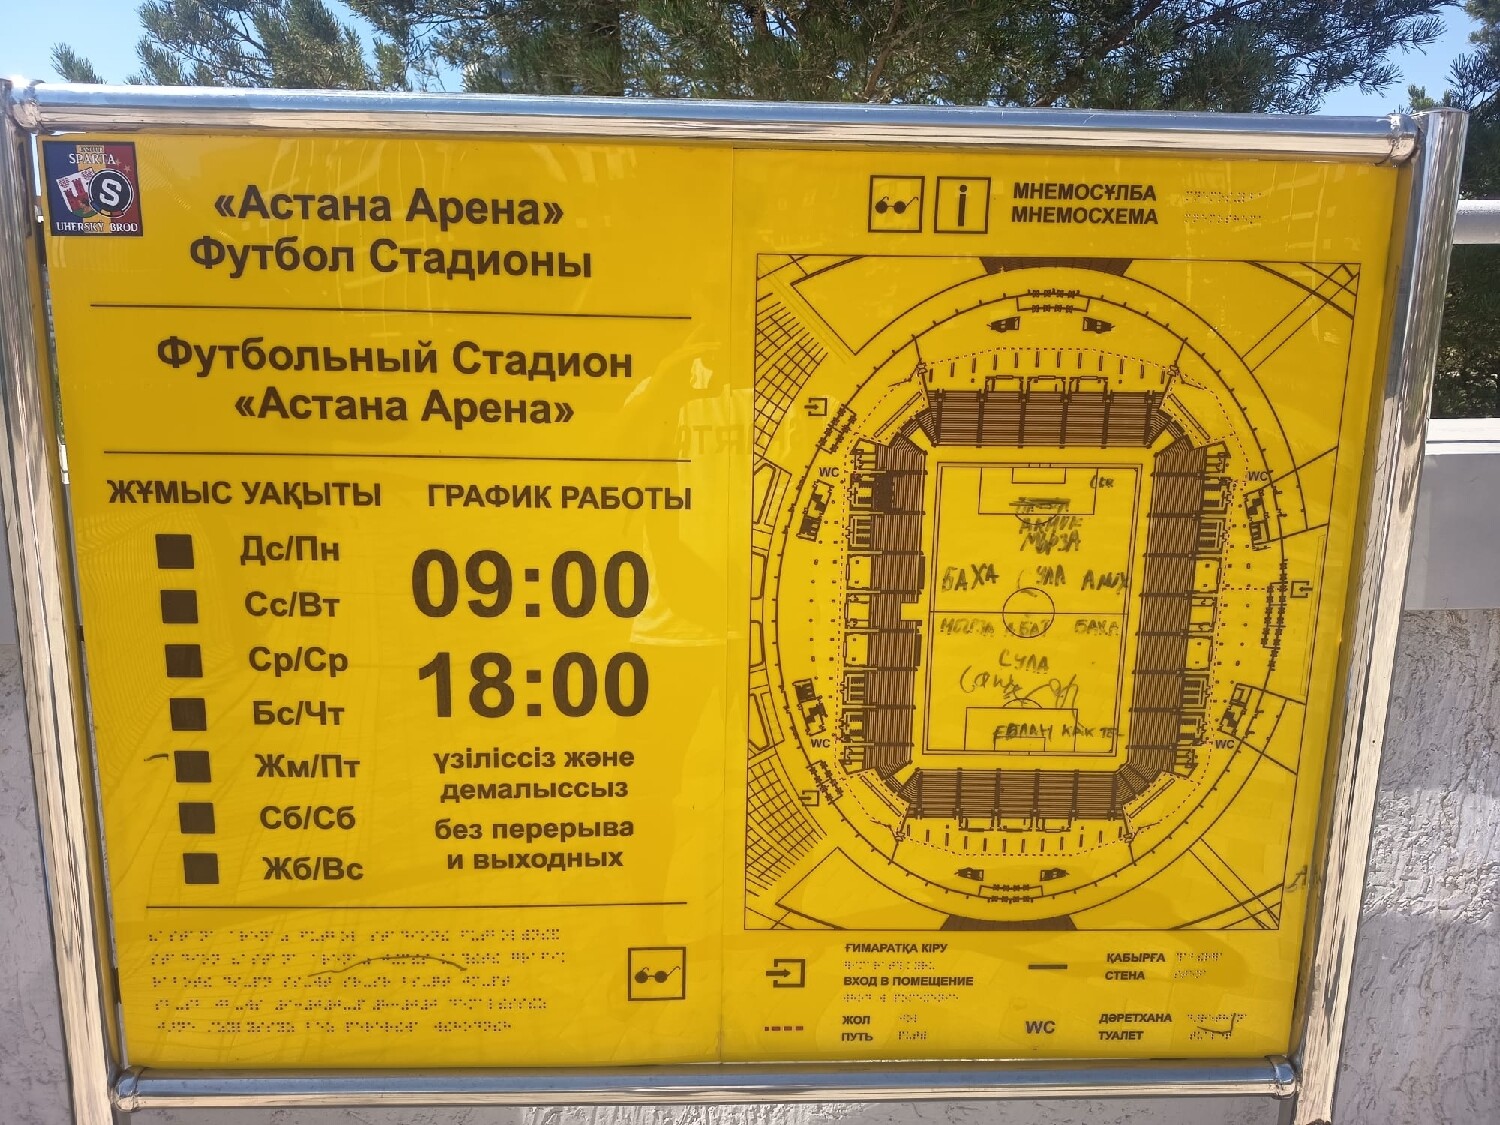 SPARTA
UHERSKÝ BROD
«Астана Арена»
Футбол Стадионы
Футбольный Стадион
«Астана Арена»
ЖҰМЫС УАҚЫТЫ ГРАФИК РАБОТЫ
Дс/Пн
Сс/Вт
Ср/Ср
Бс/Чт
Жм/Пт
Сб/Сб
Жб/Вс
09:00
18:00
үзіліссіз және
демалыссыз
без перерыва
и выходных
МНЕМОСҰЛБА
МНЕМОСХЕМА
WC
WC
МУРЗА
БАХА
УЛА
БАХА
СУЛА
WC
WC
ҒИМАРАТҚА КІРУ
ВХОД В ПОМЕЩЕНИЕ
ЖОЛ
ПУТЬ
ҚАБЫРҒА
СТЕНА
WC
ДӘРЕТХАНА
ТУАЛЕТ